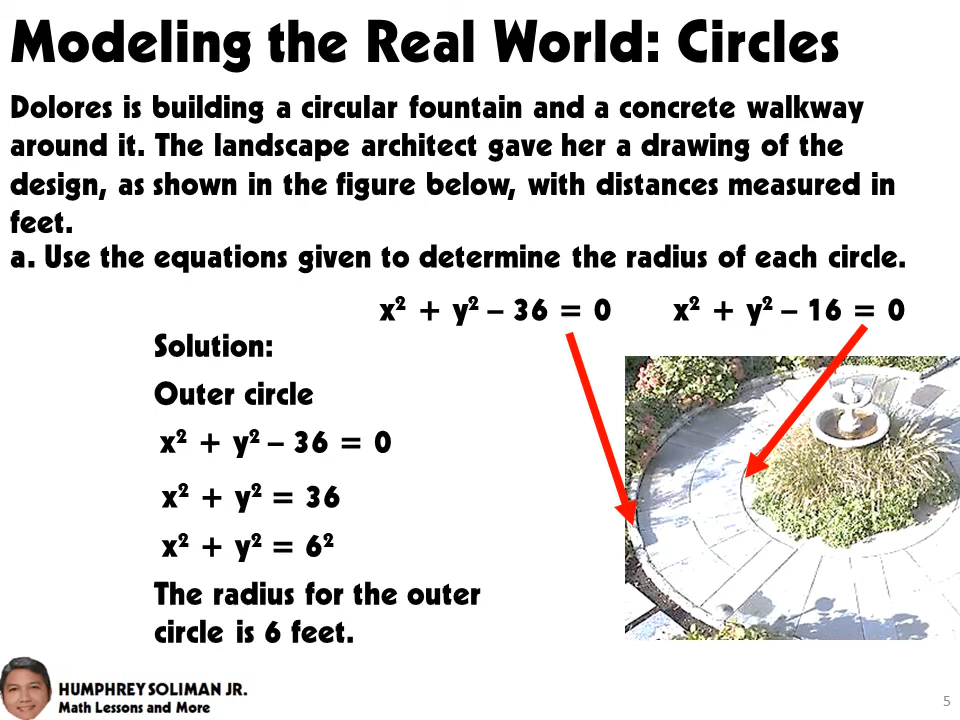 Modeling the Real World: Circles
Dolores is building a circular fountain and a concrete walkway
around it. The landscape architect gave her a drawing of the
design, as shown in the figure below, with distances measured in
feet.
a. Use the equations given to determine the radius of each circle.
x² + y² – 36 = 0
x² + y² – 16 = 0
Solution:
Outer circle
x² + y² – 36 = 0
x² + y² = 36
x² + y² = 6²
The radius for the outer
circle is 6 feet.
HUMPHREY SOLIMAN JR.
Math Lessons and More
5